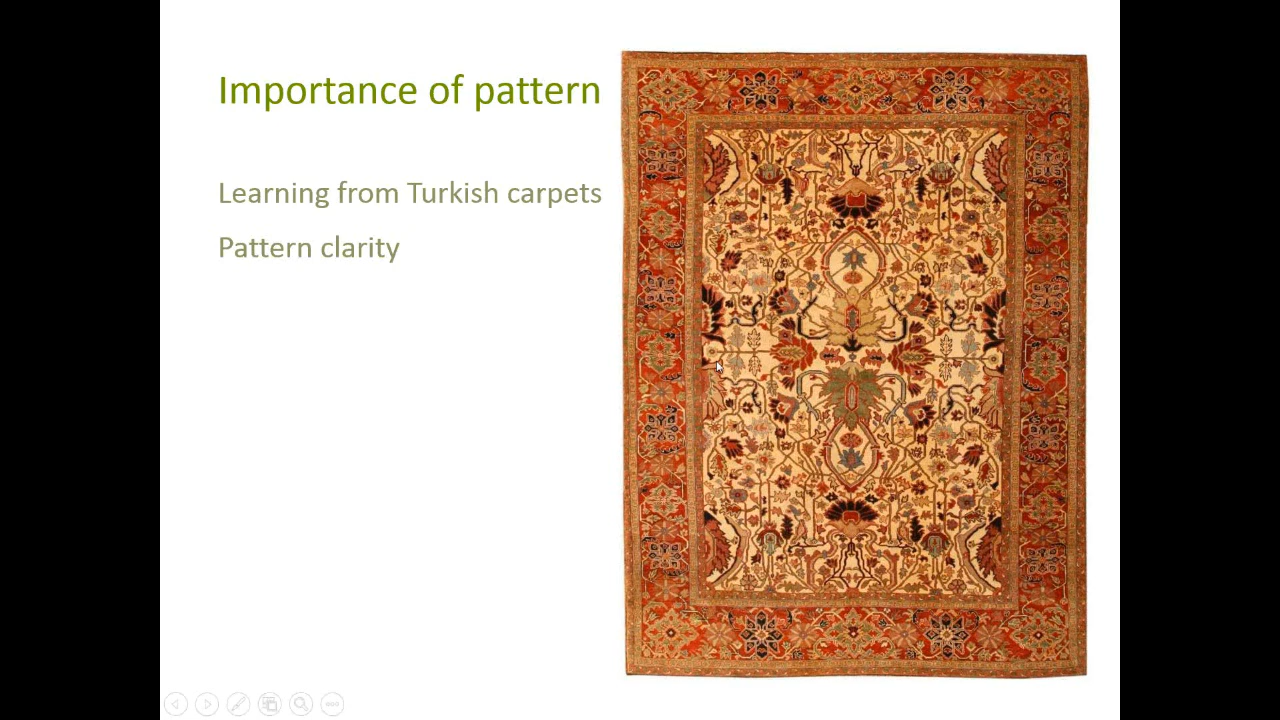 Importance of pattern
Learning from Turkish carpets
Pattern clarity